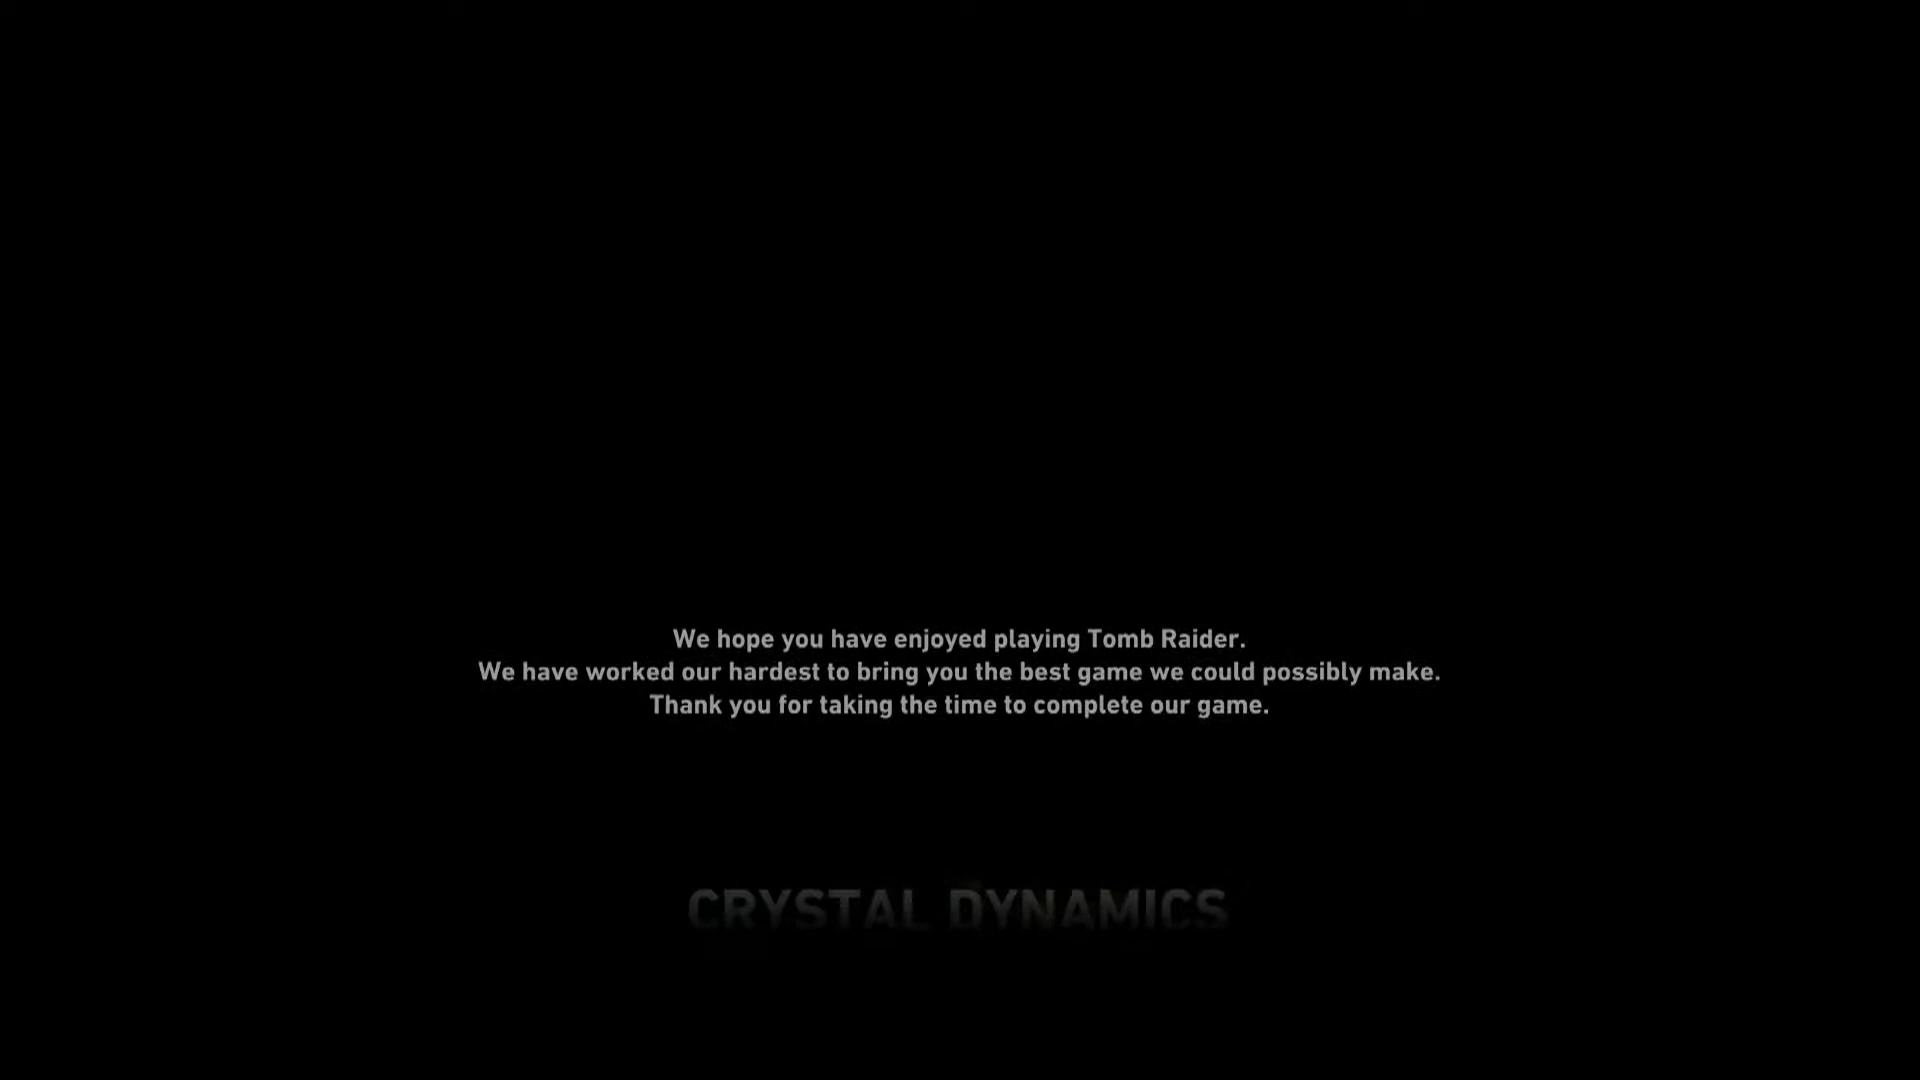 We hope you have enjoyed playing Tomb Raider.
We have worked our hardest to bring you the best game we could possibly make.
Thank you for taking the time to complete our game.
CRYSTAL DYNAMICS